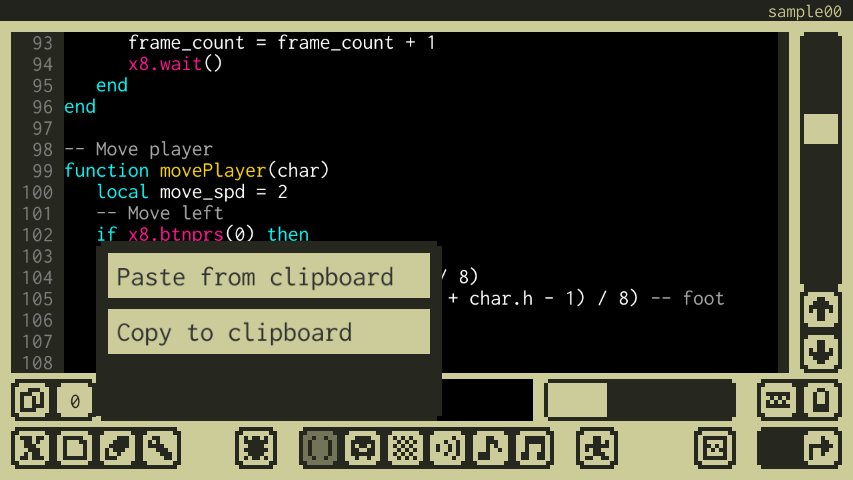 sample00
93 frame_count = frame_count + 1
94 x8.wait()
95 end
96 end
97
98 -- Move player
99 function movePlayer(char)
100 local move_spd = 2
101 -- Move left
102 if x8.btnprs(0) then
103
Paste from clipboard
104 / 8)
105 + char.h - 1) / 8) -- foot
106
Copy to clipboard
107
108
0